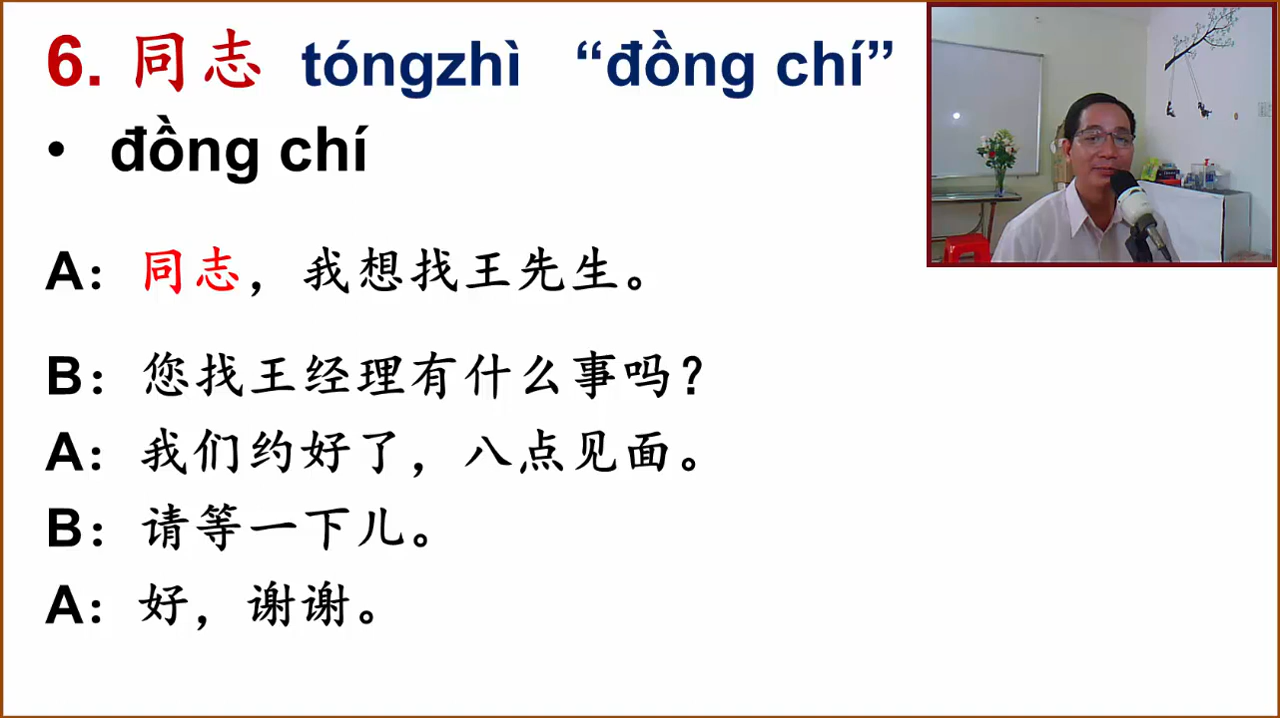 6. 同志 tóngzhì “đồng chí”
• đồng chí
A：同志，我想找王先生。
B：您找王经理有什么事吗？
A：我们约好了，八点见面。
B：请等一下儿。
A：好，谢谢。